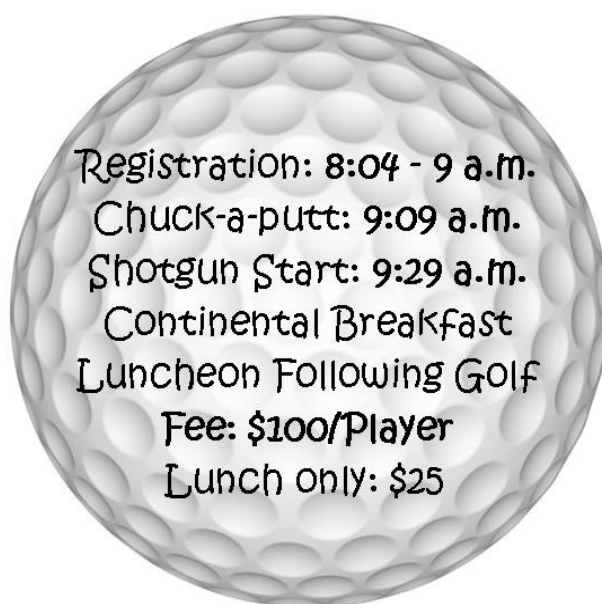 Registration: 8:04 - 9 a.m.
Chuck-a-putt: 9:09 a.m.
Shotgun Start: 9:29 a.m.
Continental Breakfast
Luncheon Following Golf
Fee: $100/Player
Lunch only: $25